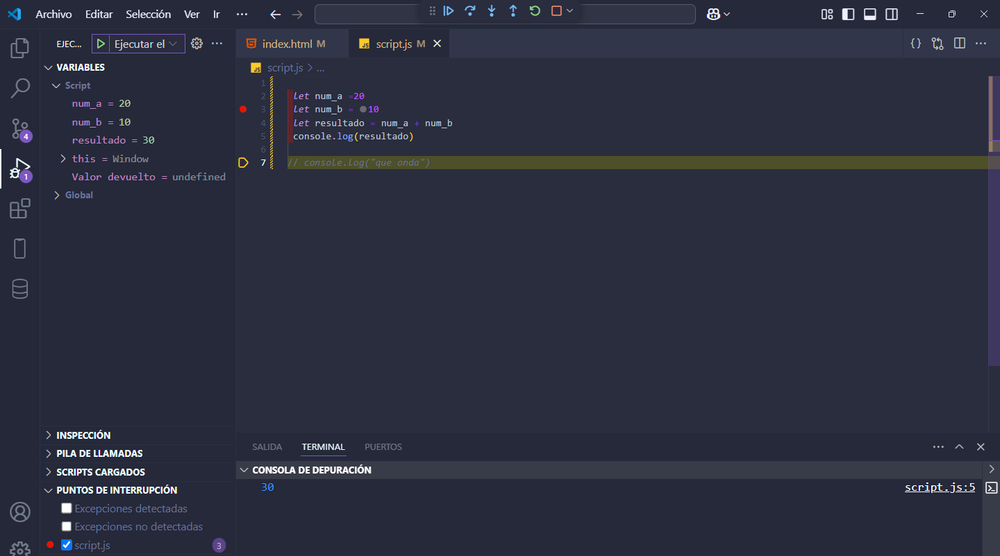 Archivo Editar Selección Ver Ir ···
EJEC... Ejecutar el ···
index.html M script.js M
VARIABLES
JS script.js > ...
Script
num_a = 20
num_b = 10
resultado = 30
this = Window
Valor devuelto = undefined
Global
1
2 let num_a =20
3 let num_b = 10
4 let resultado = num_a + num_b
5 console.log(resultado)
6
7 // console.log("que onda")
4
1
INSPECCIÓN
PILA DE LLAMADAS
SCRIPTS CARGADOS
PUNTOS DE INTERRUPCIÓN
Excepciones detectadas
Excepciones no detectadas
script.js 3
SALIDA TERMINAL PUERTOS
CONSOLA DE DEPURACIÓN
30 script.js:5